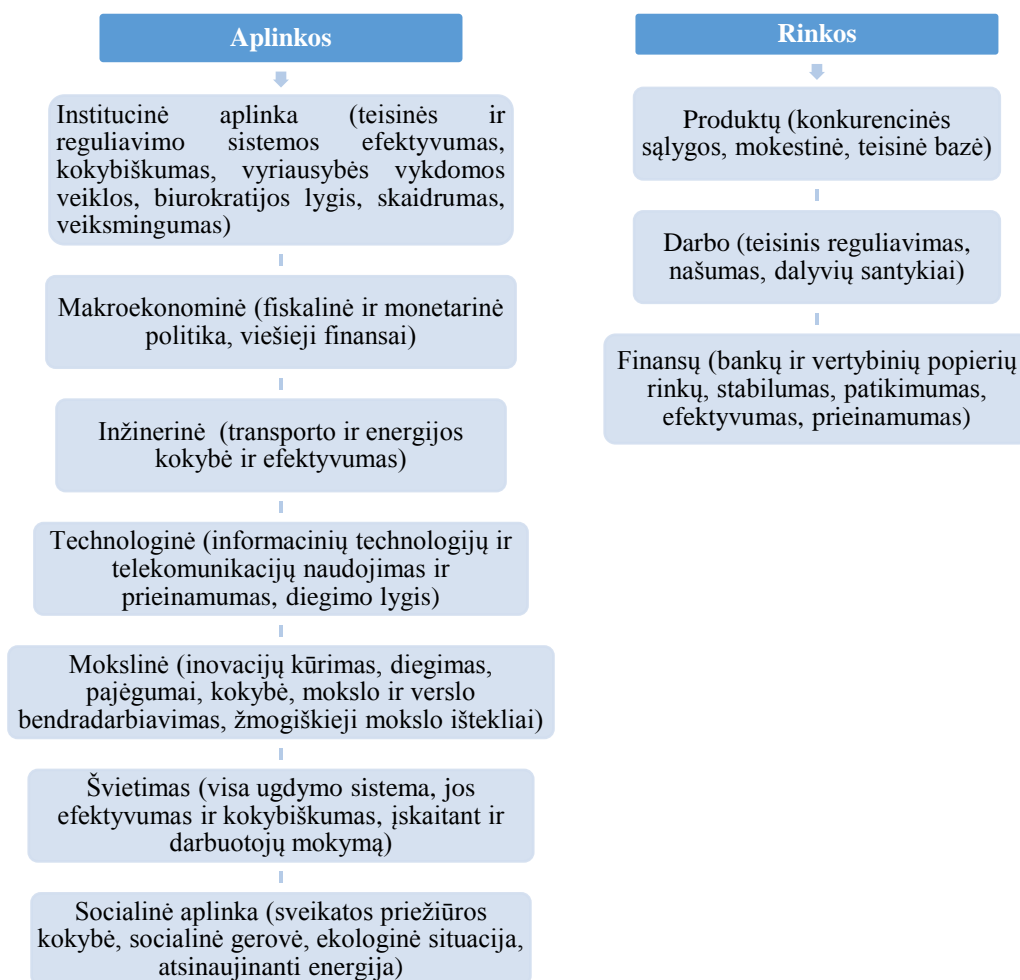 Aplinkos
Institucinė aplinka (teisinės ir
reguliavimo sistemos efektyvumas,
kokybiškumas, vyriausybės vykdomos
veiklos, biurokratijos lygis, skaidrumas,
veiksmingumas)
Makroekonominė (fiskalinė ir monetarinė
politika, viešieji finansai)
Inžinerinė (transporto ir energijos
kokybė ir efektyvumas)
Technologinė (informacinių technologijų ir
telekomunikacijų naudojimas ir
prieinamumas, diegimo lygis)
Mokslinė (inovacijų kūrimas, diegimas,
pajėgumai, kokybė, mokslo ir verslo
bendradarbiavimas, žmogiškieji mokslo ištekliai)
Švietimas (visa ugdymo sistema, jos
efektyvumas ir kokybiškumas, įskaitant ir
darbuotojų mokymą)
Socialinė aplinka (sveikatos priežiūros
kokybė, socialinė gerovė, ekologinė situacija,
atsinaujinanti energija)
Rinkos
Produktų (konkurencinės
sąlygos, mokestinė, teisinė bazė)
Darbo (teisinis reguliavimas,
našumas, dalyvių santykiai)
Finansų (bankų ir vertybinių popierių
rinkų, stabilumas, patikimumas,
efektyvumas, prieinamumas)